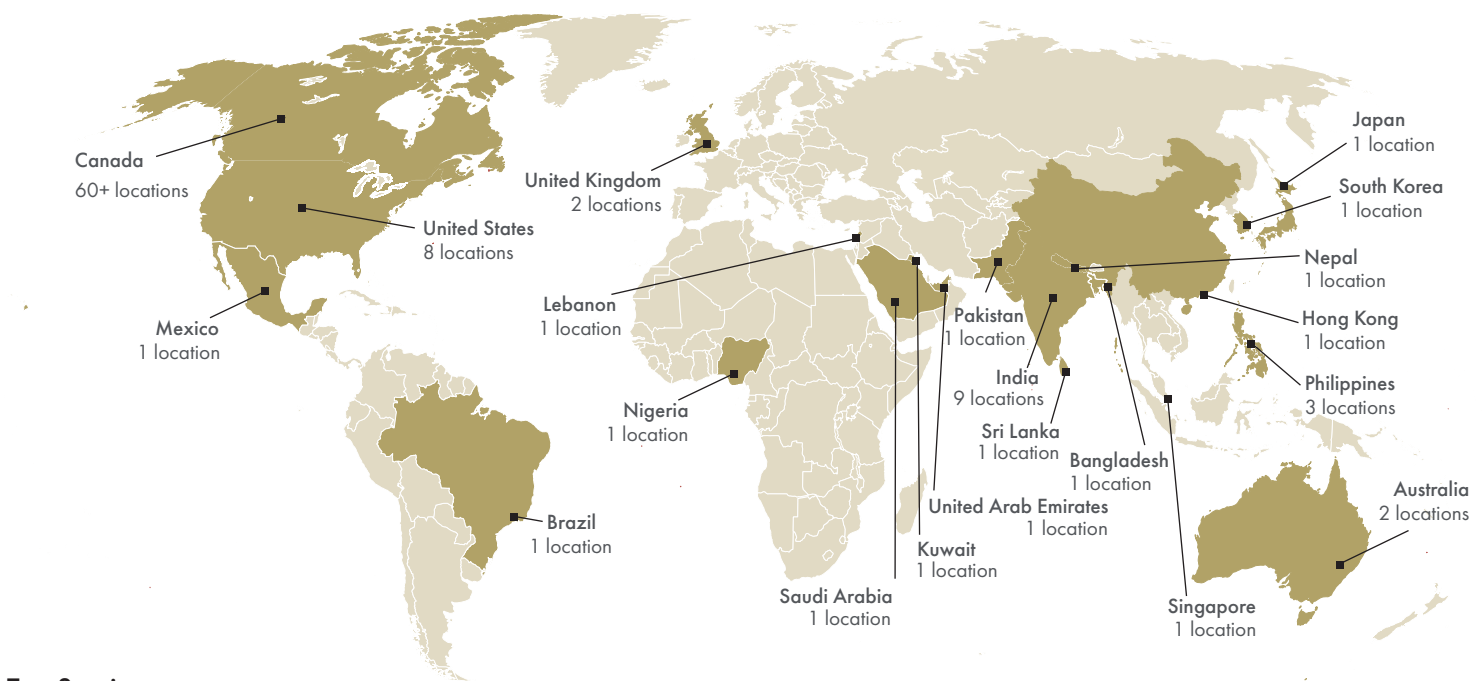 Canada
60+ locations
United States
8 locations
Mexico
1 location
Brazil
1 location
United Kingdom
2 locations
Lebanon
1 location
Nigeria
1 location
Saudi Arabia
1 location
Kuwait
1 location
United Arab Emirates
1 location
Pakistan
1 location
India
9 locations
Sri Lanka
1 location
Bangladesh
1 location
Singapore
1 location
Japan
1 location
South Korea
1 location
Nepal
1 location
Hong Kong
1 location
Philippines
3 locations
Australia
2 locations